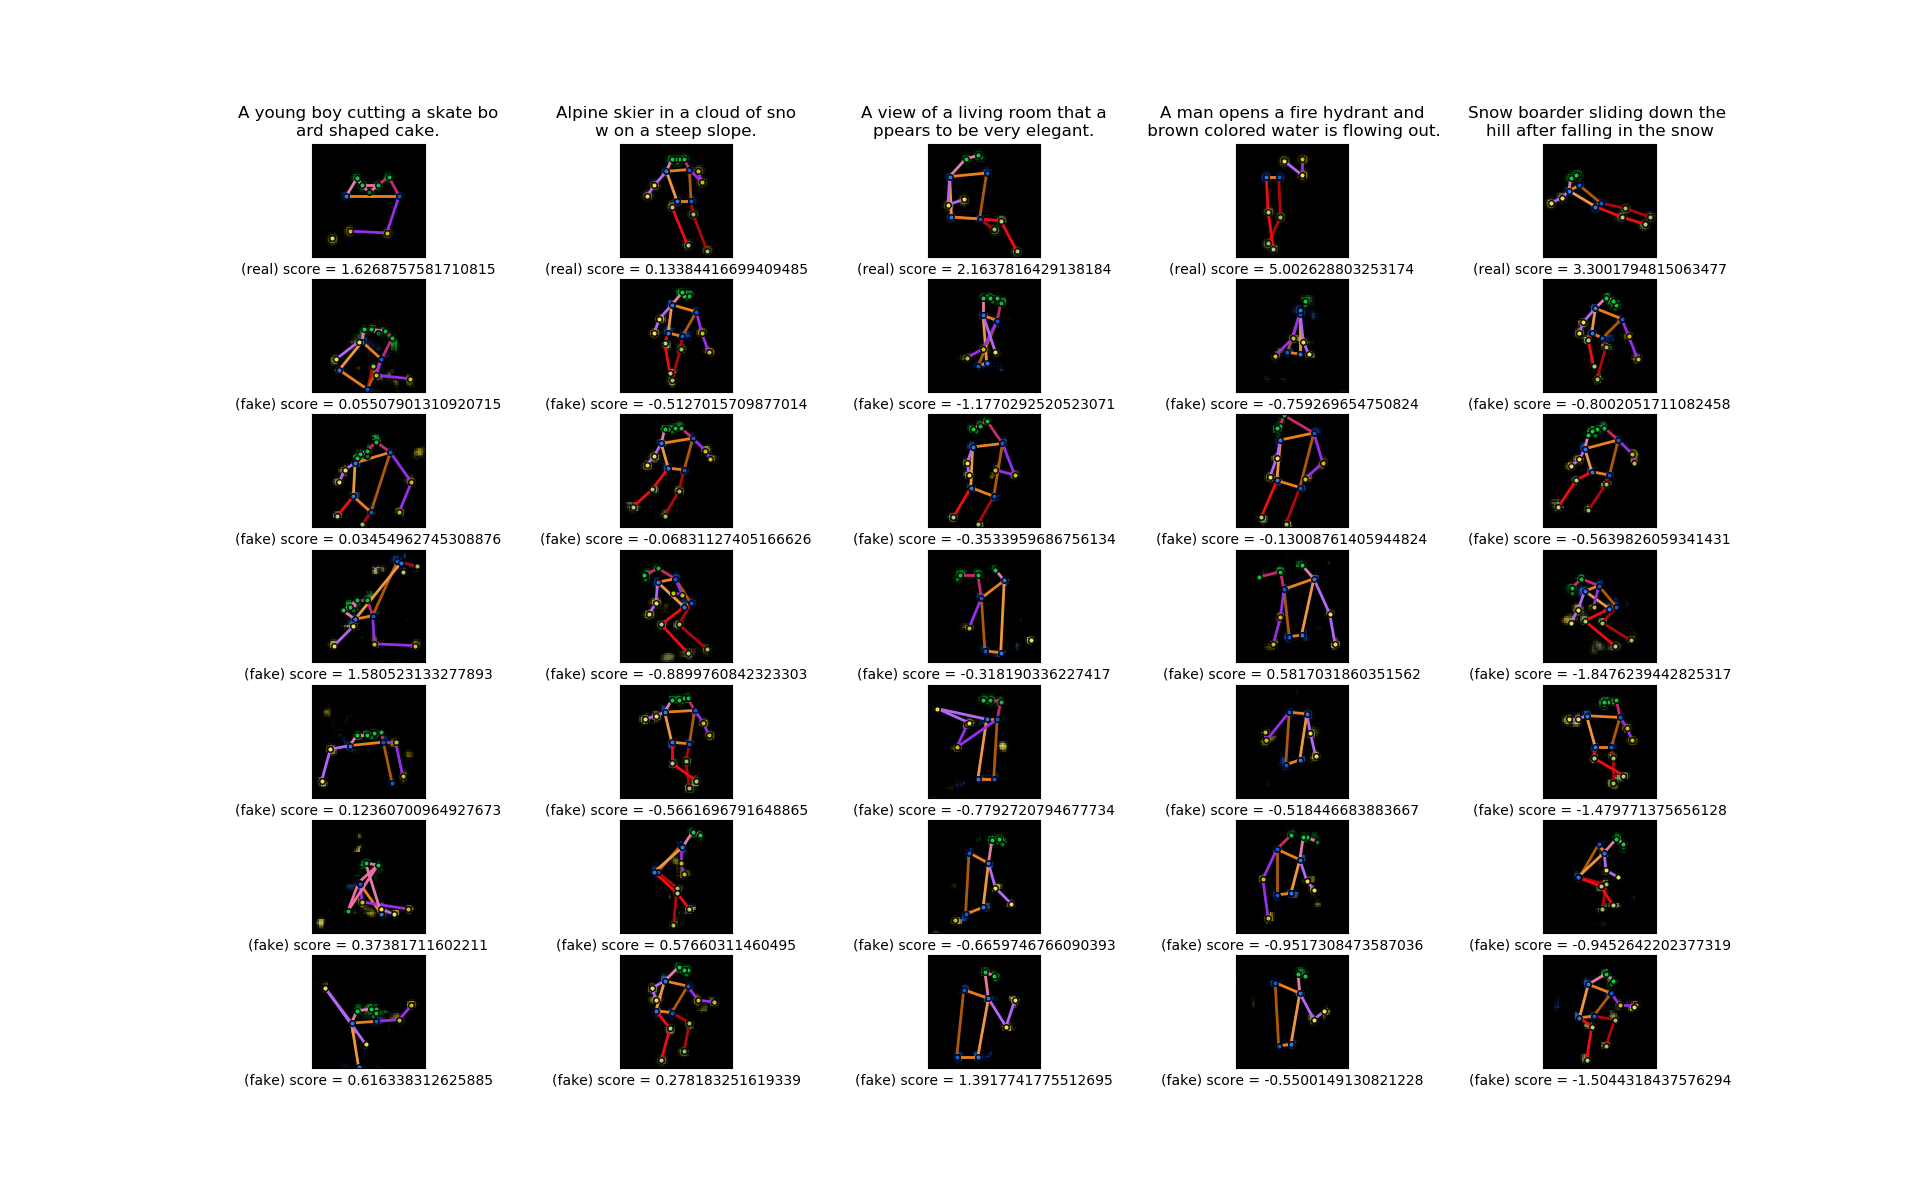 A young boy cutting a skate bo
ard shaped cake.
Alpine skier in a cloud of sno
w on a steep slope.
A view of a living room that a
ppears to be very elegant.
A man opens a fire hydrant and
brown colored water is flowing out.
Snow boarder sliding down the
hill after falling in the snow
(real) score = 1.6268757581710815
(real) score = 0.13384416699409485
(real) score = 2.1637816429138184
(real) score = 5.002628803253174
(real) score = 3.3001794815063477
(fake) score = 0.05507901310920715
(fake) score = -0.5127015709877014
(fake) score = -1.1770292520523071
(fake) score = -0.759269654750824
(fake) score = -0.8002051711082458
(fake) score = 0.03454962745308876
(fake) score = -0.06831127405166626
(fake) score = -0.3533959686756134
(fake) score = -0.13008761405944824
(fake) score = -0.5639826059341431
(fake) score = 1.580523133277893
(fake) score = -0.8899760842323303
(fake) score = -0.318190336227417
(fake) score = 0.5817031860351562
(fake) score = -1.8476239442825317
(fake) score = 0.12360700964927673
(fake) score = -0.5661696791648865
(fake) score = -0.7792720794677734
(fake) score = -0.518446683883667
(fake) score = -1.479771375656128
(fake) score = 0.37381711602211
(fake) score = 0.57660311460495
(fake) score = -0.6659746766090393
(fake) score = -0.9517308473587036
(fake) score = -0.9452642202377319
(fake) score = 0.616338312625885
(fake) score = 0.278183251619339
(fake) score = 1.3917741775512695
(fake) score = -0.5500149130821228
(fake) score = -1.5044318437576294